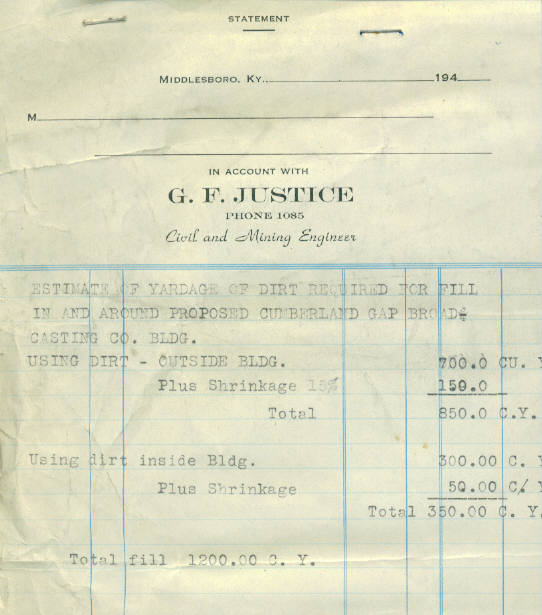 STATEMENT
MIDDLESBORO, KY. 194
M
IN ACCOUNT WITH
G. F. JUSTICE
PHONE 1085
Civil and Mining Engineer
ESTIMATE OF YARDAGE OF DIRT REQUIRED FOR FILL
IN AND AROUND PROPOSED CUMBERLAND GAP BROAD-
CASTING CO. BLDG.
USING DIRT - OUTSIDE BLDG. 700.0 CU. Y
Plus Shrinkage 15% 150.0
Total 850.0 C.Y.
Using dirt inside Bldg. 300.00 C. Y
Plus Shrinkage 50.00 C/ Y
Total 350.00 C. Y.
Total fill 1200.00 C. Y.